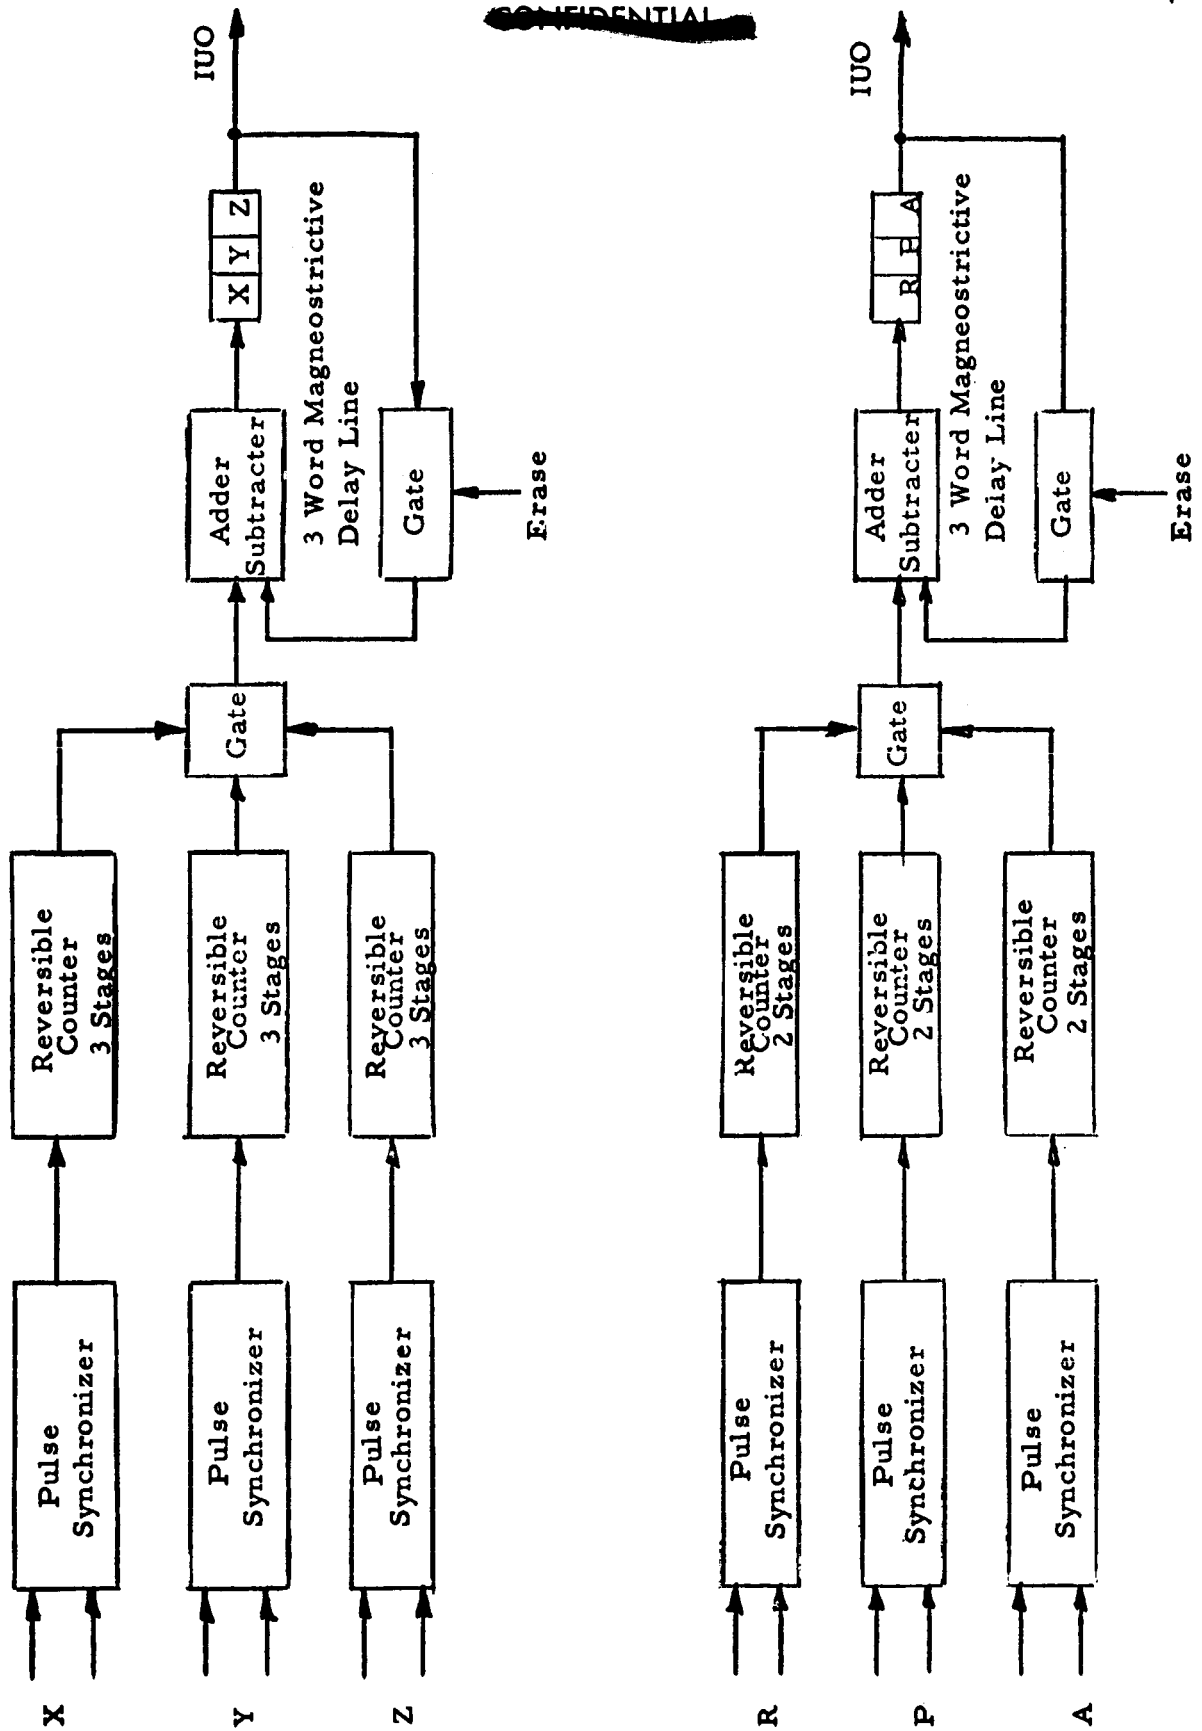 CONFIDENTIAL
X
Pulse
Synchronizer
Reversible
Counter
3 Stages
Y
Pulse
Synchronizer
Reversible
Counter
3 Stages
Z
Pulse
Synchronizer
Reversible
Counter
3 Stages
Gate
Adder
Subtracter
X Y Z
IUO
3 Word Magneostrictive
Delay Line
Gate
Erase
R
Pulse
Synchronizer
Reversible
Counter
2 Stages
P
Pulse
Synchronizer
Reversible
Counter
2 Stages
A
Pulse
Synchronizer
Reversible
Counter
2 Stages
Gate
Adder
Subtracter
R P A
IUO
3 Word Magneostrictive
Delay Line
Gate
Erase